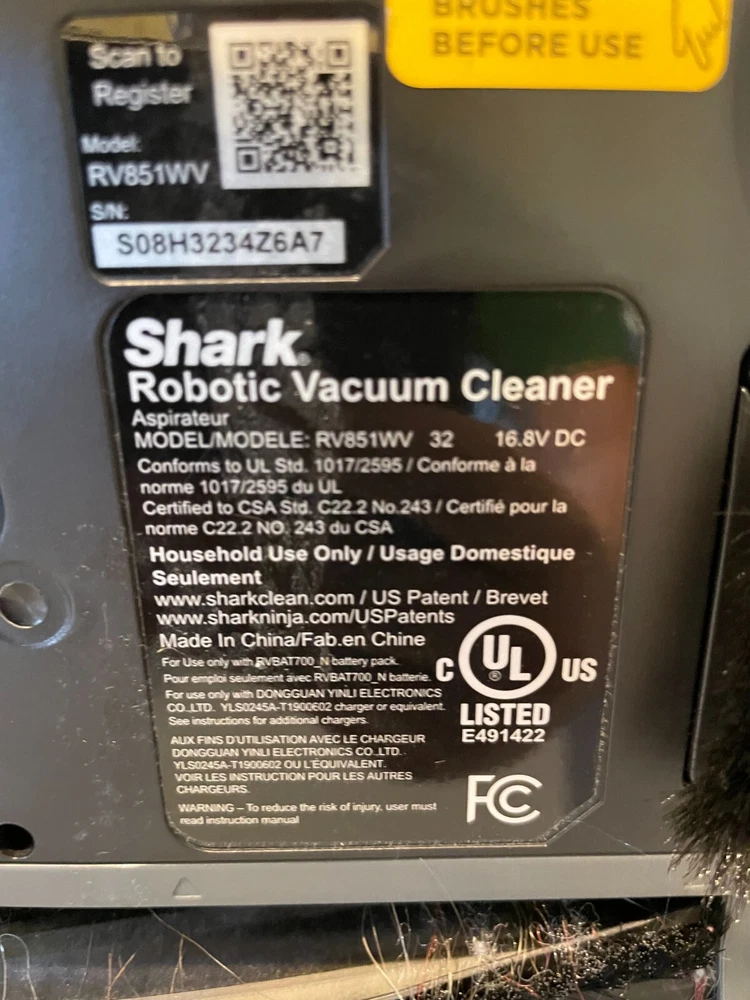 BRUSHES
BEFORE USE
Scan to
Register
Model:
RV851WV
S/N:
S08H3234Z6A7
Shark®
Robotic Vacuum Cleaner
Aspirateur
MODEL/MODELE: RV851WV 32 16.8V DC
Conforms to UL Std. 1017/2595 / Conforme à la
norme 1017/2595 du UL
Certified to CSA Std. C22.2 No.243 / Certifié pour la
norme C22.2 NO. 243 du CSA
Household Use Only / Usage Domestique
Seulement
www.sharkclean.com / US Patent / Brevet
www.sharkninja.com/USPatents
Made In China/Fab.en Chine
For Use only with RVBAT700_N battery pack.
Pour emploi seulement avec RVBAT700_N batterie.
For use only with DONGGUAN YINLI ELECTRONICS
CO.,LTD. YLS0245A-T1900602 charger or equivalent.
See instructions for additional chargers.
C UL® US
LISTED
E491422
AUX FINS D'UTILISATION AVEC LE CHARGEUR
DONGGUAN YINLI ELECTRONICS CO.,LTD.
YLS0245A-T1900602 OU L'ÉQUIVALENT.
VOIR LES INSTRUCTION POUR LES AUTRES
CHARGEURS.
FC
WARNING – To reduce the risk of injury, user must
read instruction manual